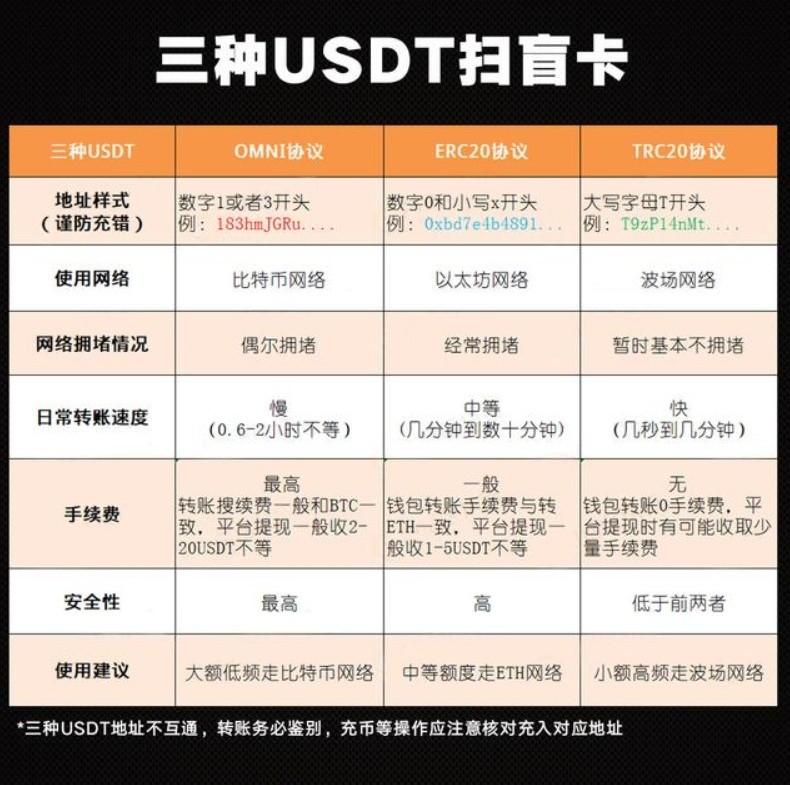 三种USDT扫盲卡
三种USDT
OMNI协议
ERC20协议
TRC20协议
地址样式
（谨防充错）
数字1或者3开头
例：183hmJGRu....
数字0和小写x开头
例：0xbd7e4b4891...
大写字母T开头
例：T9zP14nMt....
使用网络
比特币网络
以太坊网络
波场网络
网络拥堵情况
偶尔拥堵
经常拥堵
暂时基本不拥堵
日常转账速度
慢
(0.6-2小时不等)
中等
(几分钟到数十分钟)
快
(几秒到几分钟)
手续费
最高
转账搜续费一般和BTC一
致，平台提现一般收2-
20USDT不等
一般
钱包转账手续费与转
ETH一致，平台提现一
般收1-5USDT不等
无
钱包转账0手续费，平
台提现时有可能收取少
量手续费
安全性
最高
高
低于前两者
使用建议
大额低频走比特币网络
中等额度走ETH网络
小额高频走波场网络
*三种USDT地址不互通，转账务必鉴别，充币等操作应注意核对充入对应地址